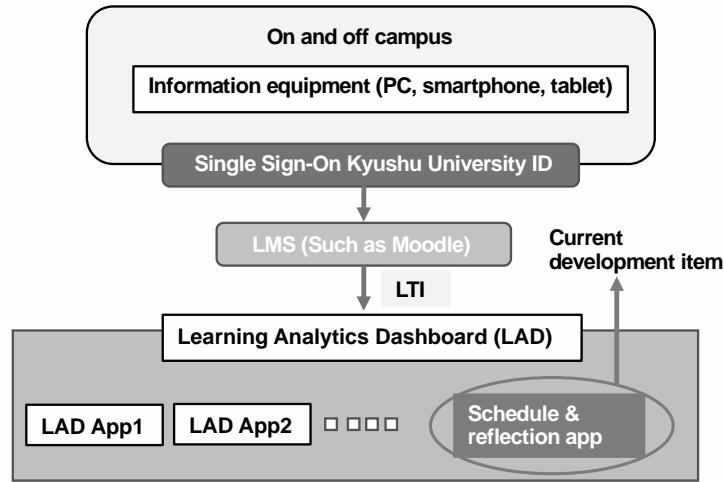 On and off campus
Information equipment (PC, smartphone, tablet)
Single Sign-On Kyushu University ID
LMS (Such as Moodle)
Current
development item
LTI
Learning Analytics Dashboard (LAD)
LAD App1
LAD App2
Schedule &
reflection app